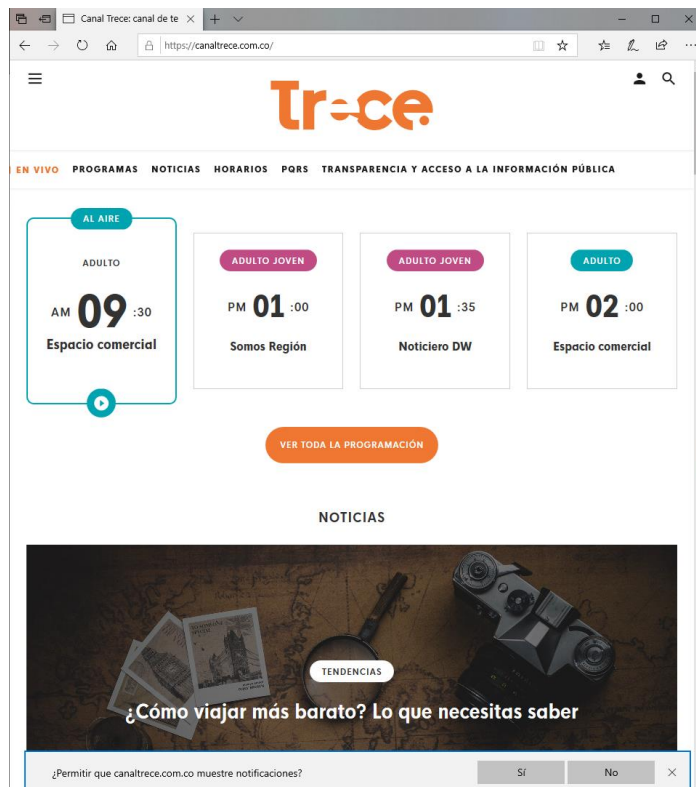 Canal Trece: canal de te
https://canaltrece.com.co/
Trece
EN VIVO PROGRAMAS NOTICIAS HORARIOS PQRS TRANSPARENCIA Y ACCESO A LA INFORMACIÓN PÚBLICA
AL AIRE
ADULTO
AM 09 :30
Espacio comercial
ADULTO JOVEN
PM 01 :00
Somos Región
ADULTO JOVEN
PM 01 :35
Noticiero DW
ADULTO
PM 02 :00
Espacio comercial
VER TODA LA PROGRAMACIÓN
NOTICIAS
TENDENCIAS
¿Cómo viajar más barato? Lo que necesitas saber
¿Permitir que canaltrece.com.co muestre notificaciones?
Sí
No